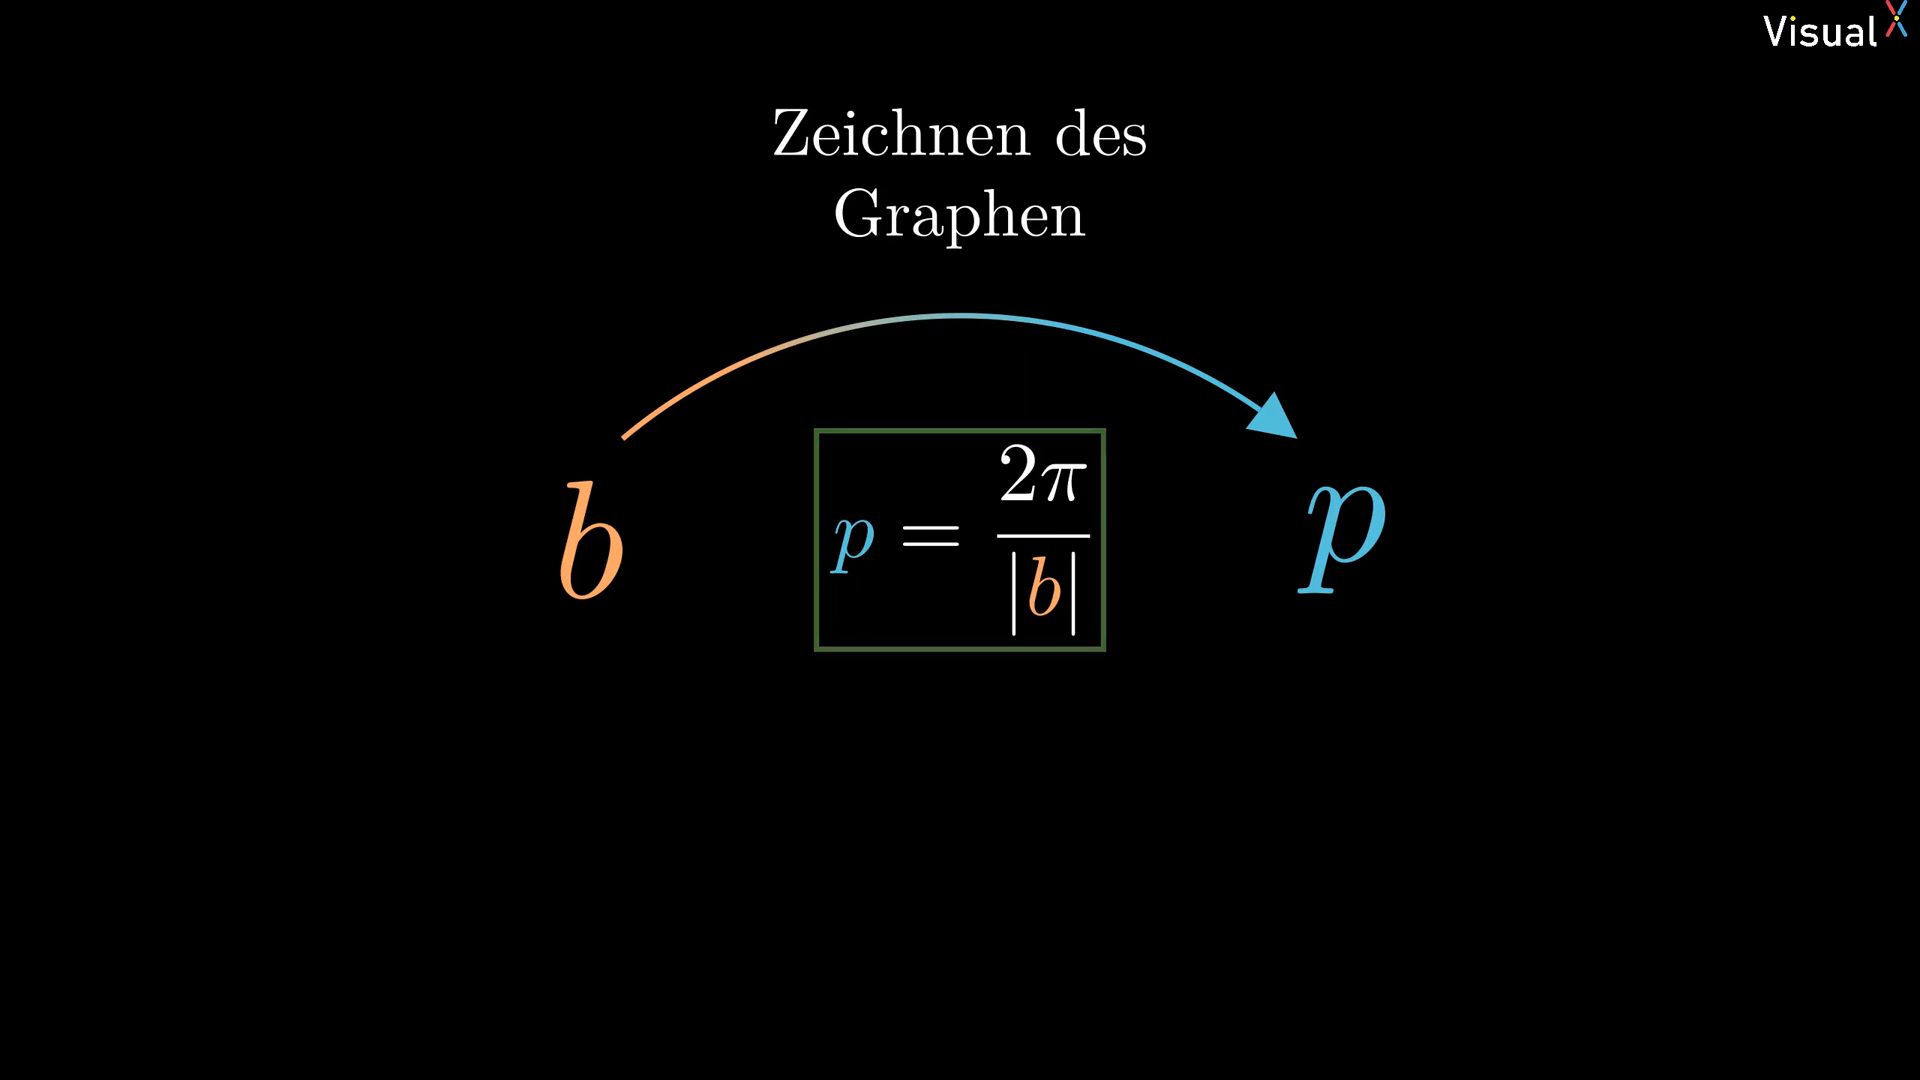 Visual X
Zeichnen des
Graphen
b
p = 2π / |b|
p